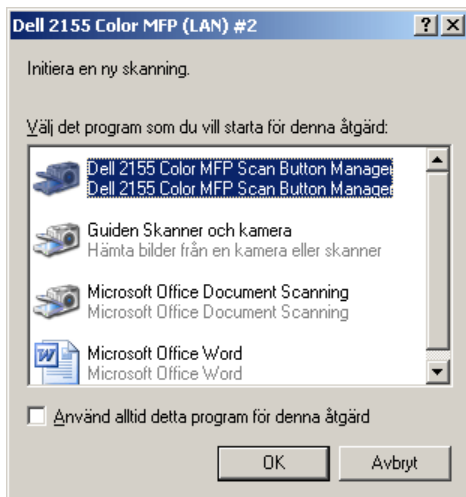 Dell 2155 Color MFP (LAN) #2
Initiera en ny skanning.
Välj det program som du vill starta för denna åtgärd:
Dell 2155 Color MFP Scan Button Manager
Dell 2155 Color MFP Scan Button Manager
Guiden Skanner och kamera
Hämta bilder från en kamera eller skanner
Microsoft Office Document Scanning
Microsoft Office Document Scanning
Microsoft Office Word
Microsoft Office Word
Använd alltid detta program för denna åtgärd
OK Avbryt